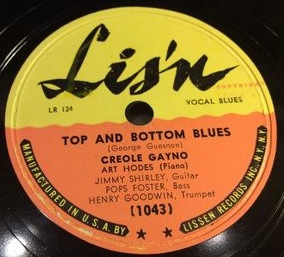 Lis'n
COPYRIGHT
LR 124
VOCAL BLUES
TOP AND BOTTOM BLUES
(George Guesnon)
CREOLE GAYNO
ART HODES (Piano)
JIMMY SHIRLEY, Guitar
POPS FOSTER, Bass
HENRY GOODWIN, Trumpet
(1043)
MANUFACTURED IN U.S.A. BY ★ ★ LISSEN RECORDS INC. N.Y. N.Y.